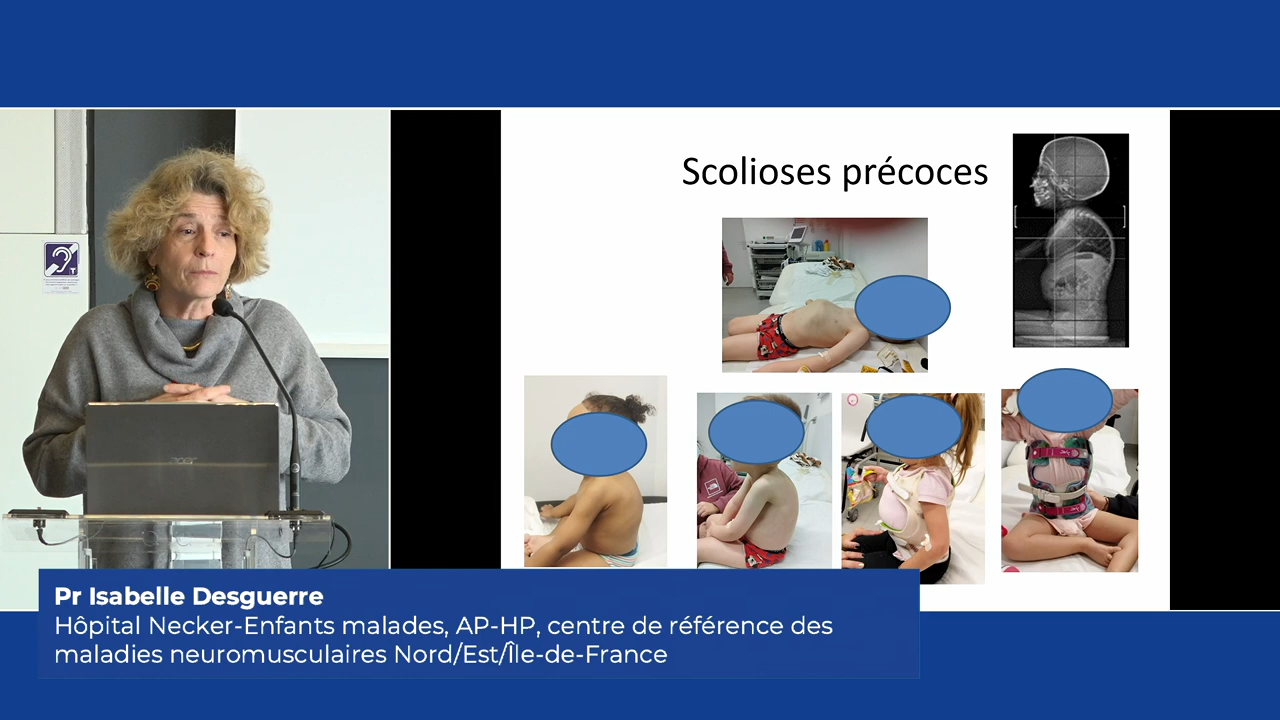 Scolioses précoces
acer
Pr Isabelle Desguerre
Hôpital Necker-Enfants malades, AP-HP, centre de référence des
maladies neuromusculaires Nord/Est/Île-de-France